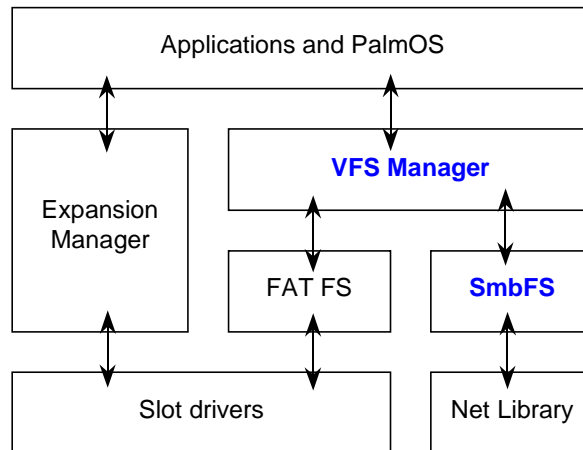 Applications and PalmOS
VFS Manager
Expansion
Manager
FAT FS
SmbFS
Slot drivers
Net Library